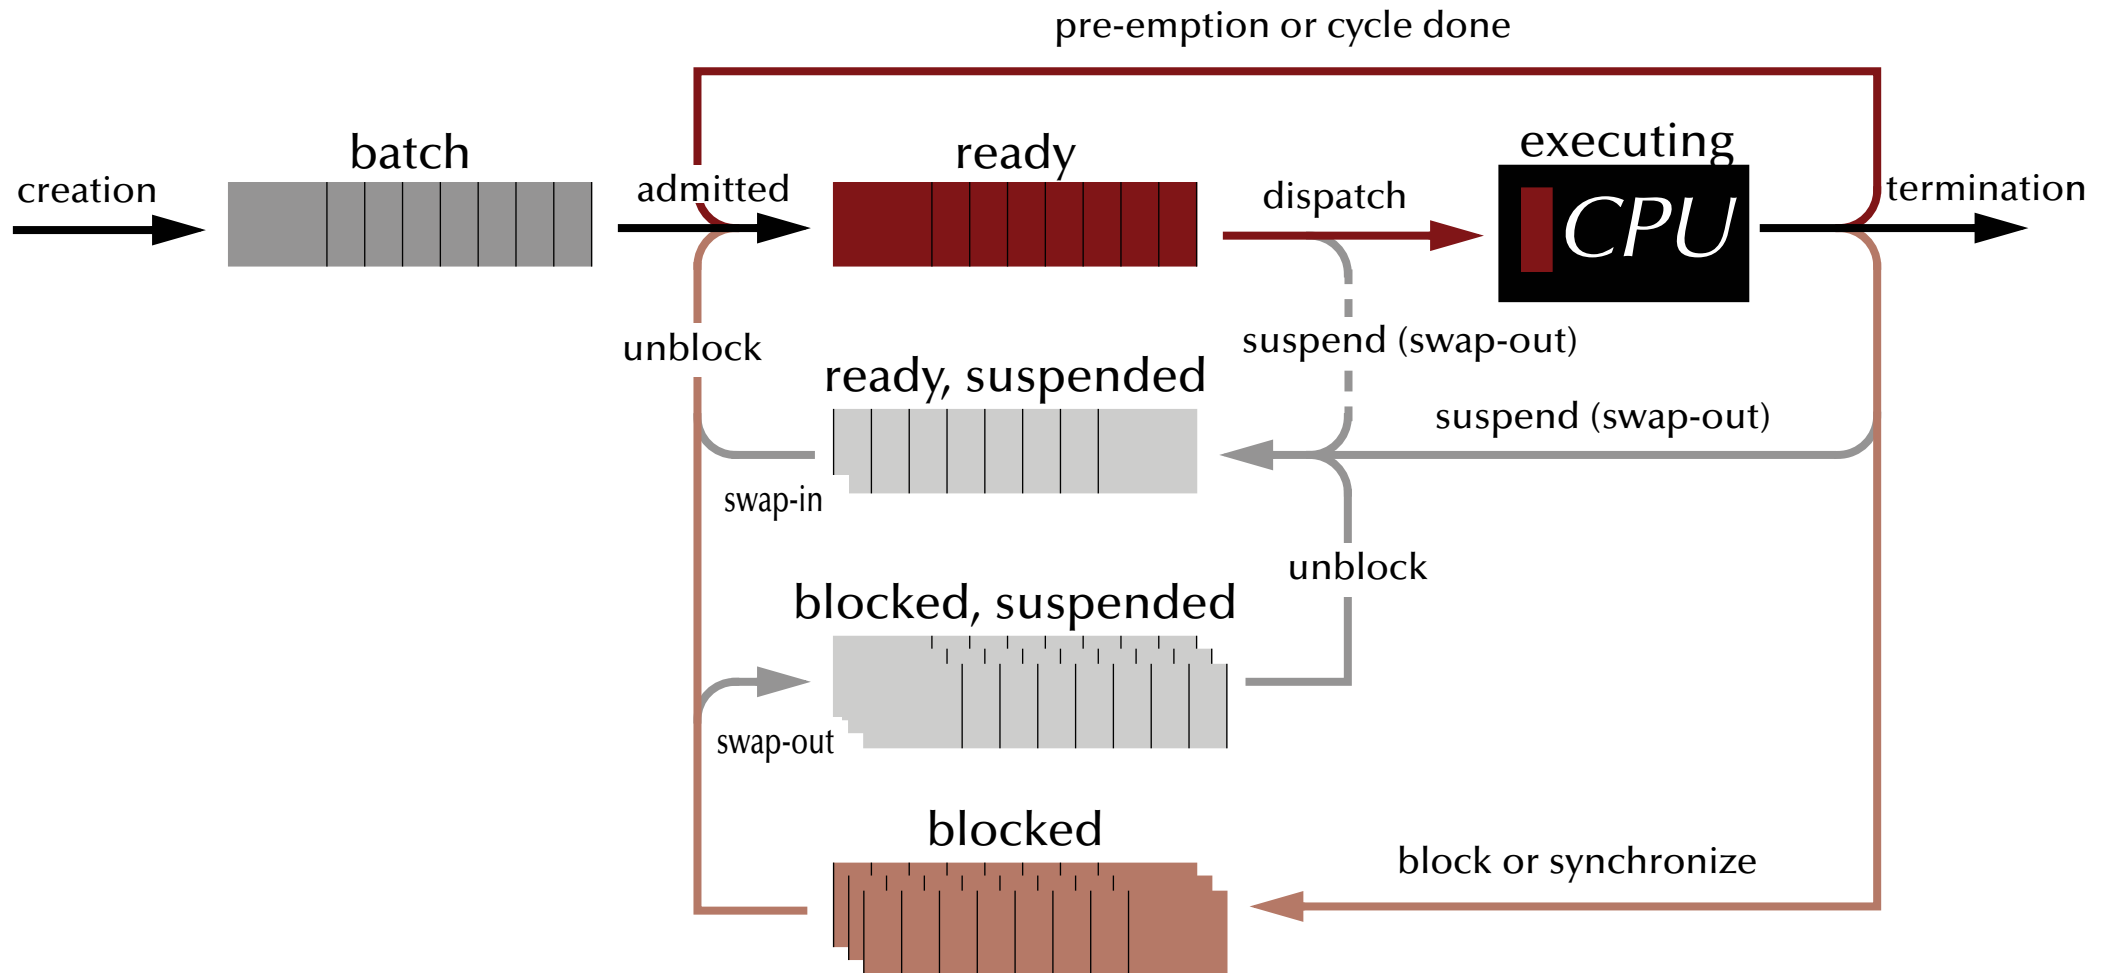 pre-emption or cycle done
creation
batch
admitted
ready
dispatch
executing
CPU
termination
unblock
suspend (swap-out)
ready, suspended
suspend (swap-out)
swap-in
unblock
blocked, suspended
swap-out
blocked
block or synchronize